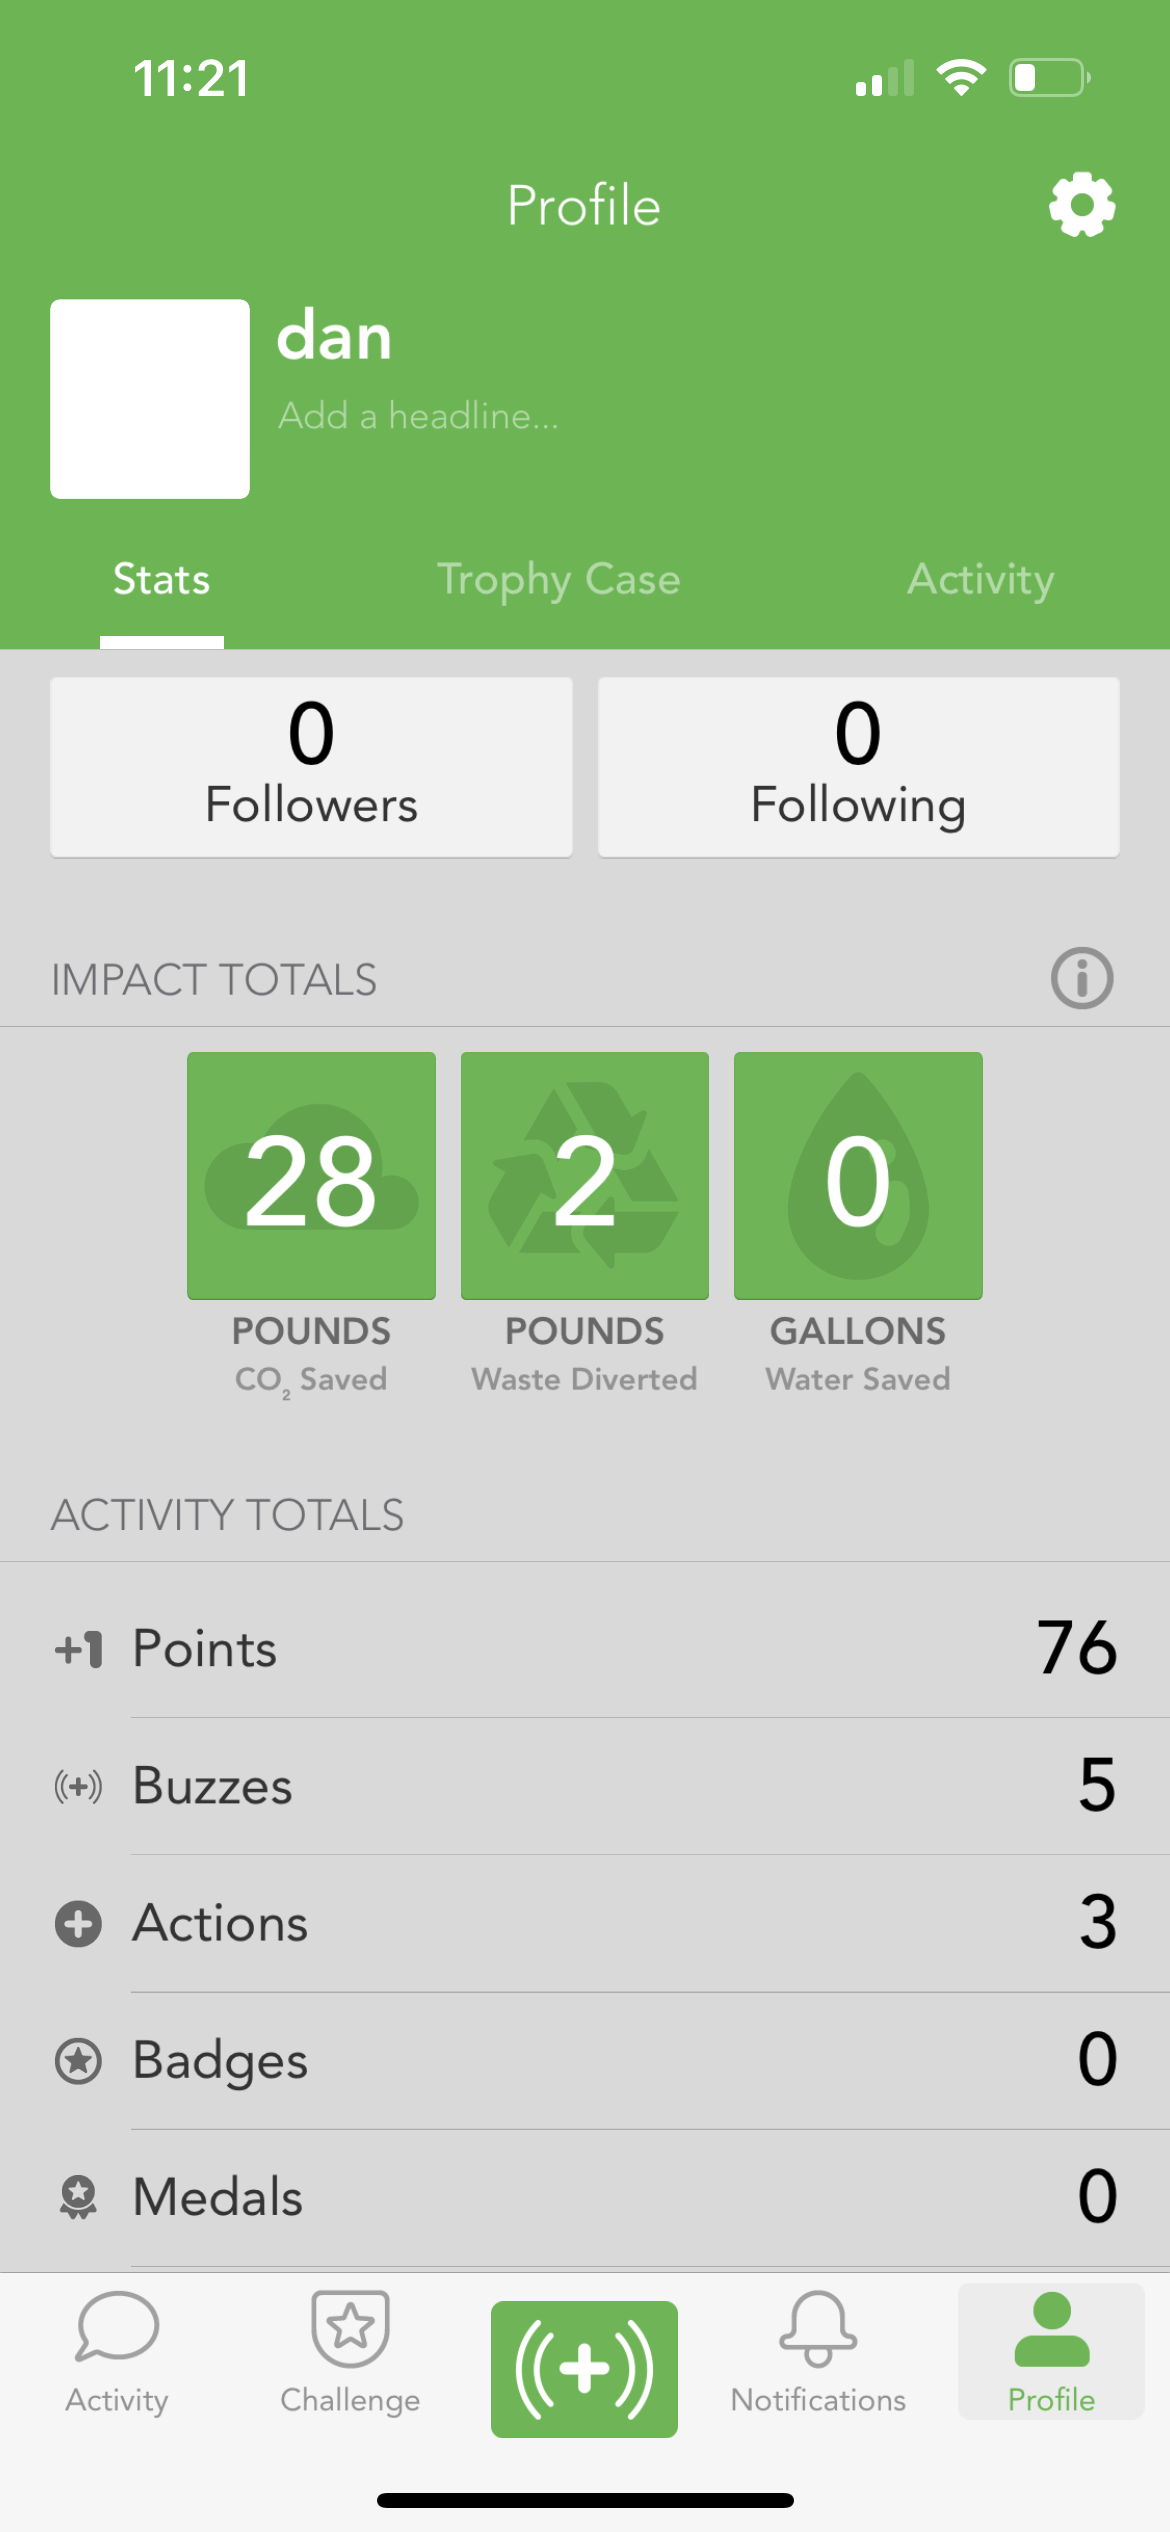 11:21
Profile
dan
Add a headline...
Stats Trophy Case Activity
0 0
Followers Following
IMPACT TOTALS
28 2 0
POUNDS POUNDS GALLONS
CO₂ Saved Waste Diverted Water Saved
ACTIVITY TOTALS
+1 Points 76
Buzzes 5
Actions 3
Badges 0
Medals 0
Activity Challenge Notifications Profile